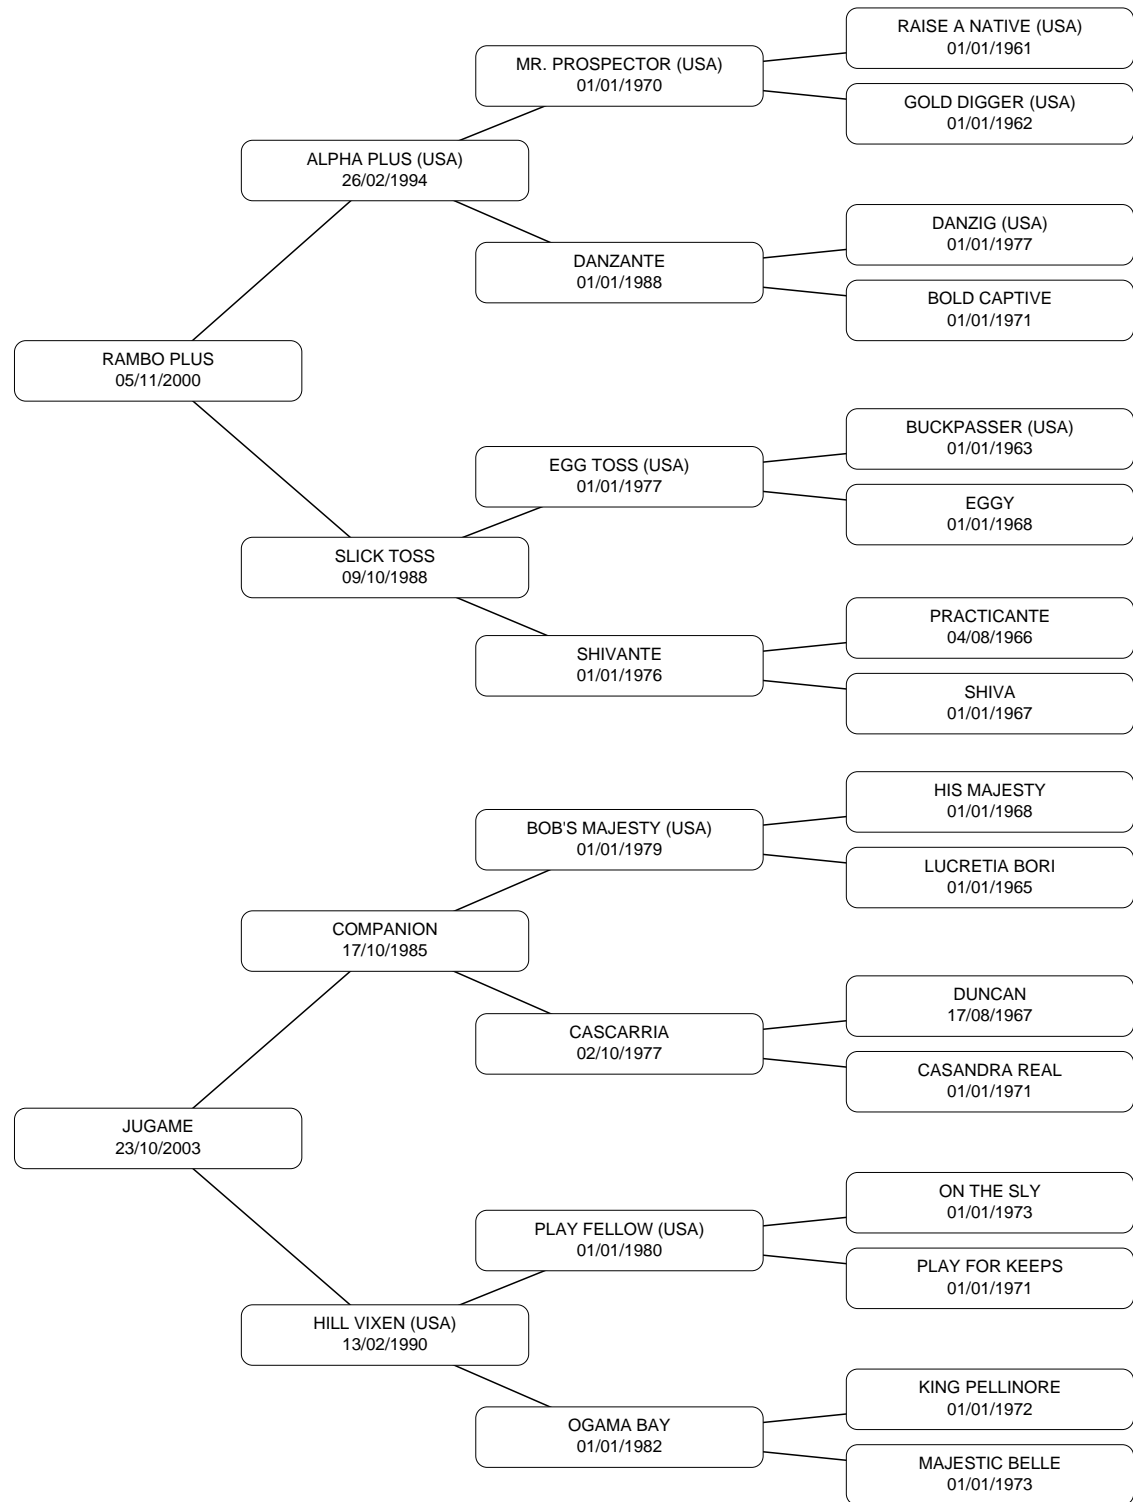 RAISE A NATIVE (USA)
01/01/1961
MR. PROSPECTOR (USA)
01/01/1970
GOLD DIGGER (USA)
01/01/1962
ALPHA PLUS (USA)
26/02/1994
DANZIG (USA)
01/01/1977
DANZANTE
01/01/1988
BOLD CAPTIVE
01/01/1971
RAMBO PLUS
05/11/2000
BUCKPASSER (USA)
01/01/1963
EGG TOSS (USA)
01/01/1977
EGGY
01/01/1968
SLICK TOSS
09/10/1988
PRACTICANTE
04/08/1966
SHIVANTE
01/01/1976
SHIVA
01/01/1967
HIS MAJESTY
01/01/1968
BOB'S MAJESTY (USA)
01/01/1979
LUCRETIA BORI
01/01/1965
COMPANION
17/10/1985
DUNCAN
17/08/1967
CASCARRIA
02/10/1977
CASANDRA REAL
01/01/1971
JUGAME
23/10/2003
ON THE SLY
01/01/1973
PLAY FELLOW (USA)
01/01/1980
PLAY FOR KEEPS
01/01/1971
HILL VIXEN (USA)
13/02/1990
KING PELLINORE
01/01/1972
OGAMA BAY
01/01/1982
MAJESTIC BELLE
01/01/1973